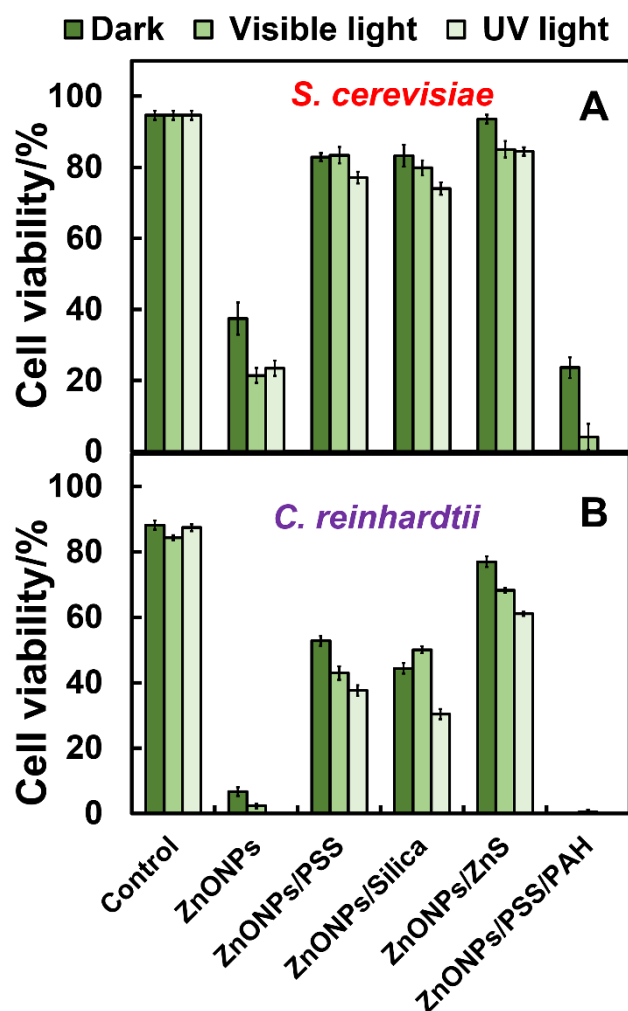 Dark Visible light UV light
S. cerevisiae A
Cell viability/%
100
80
60
40
20
0
C. reinhardtii B
Cell viability/%
100
80
60
40
20
0
Control
ZnONPs
ZnONPs/PSS
ZnONPs/Silica
ZnONPs/ZnS
ZnONPs/PSS/PAH